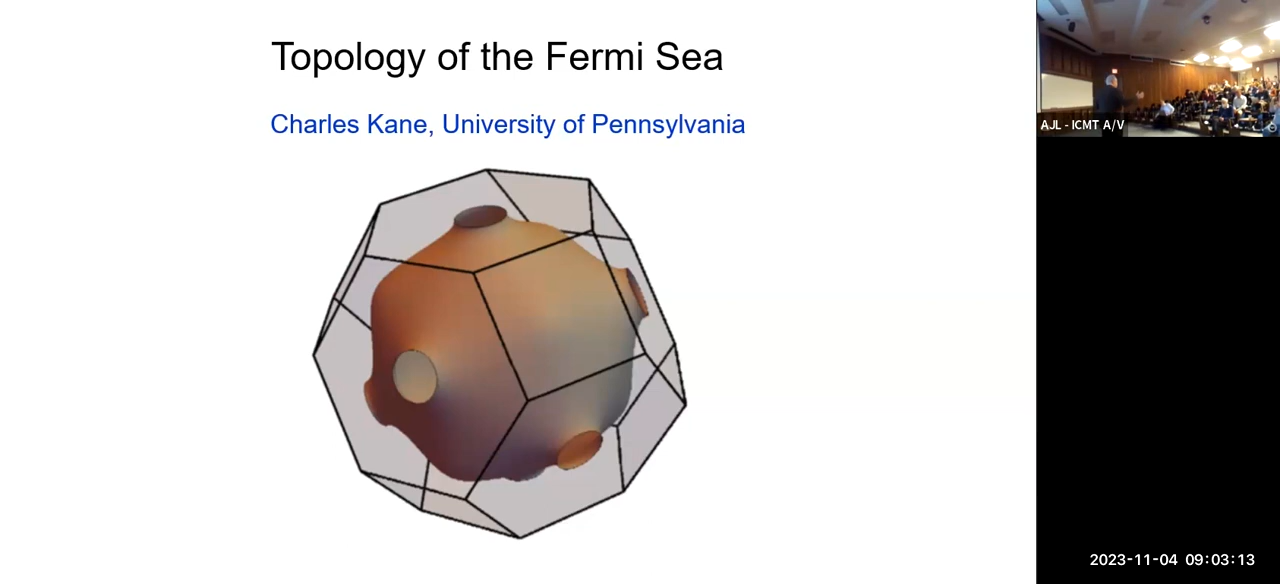 Topology of the Fermi Sea
Charles Kane, University of Pennsylvania
AJL - ICMT A/V
2023-11-04 09:03:13